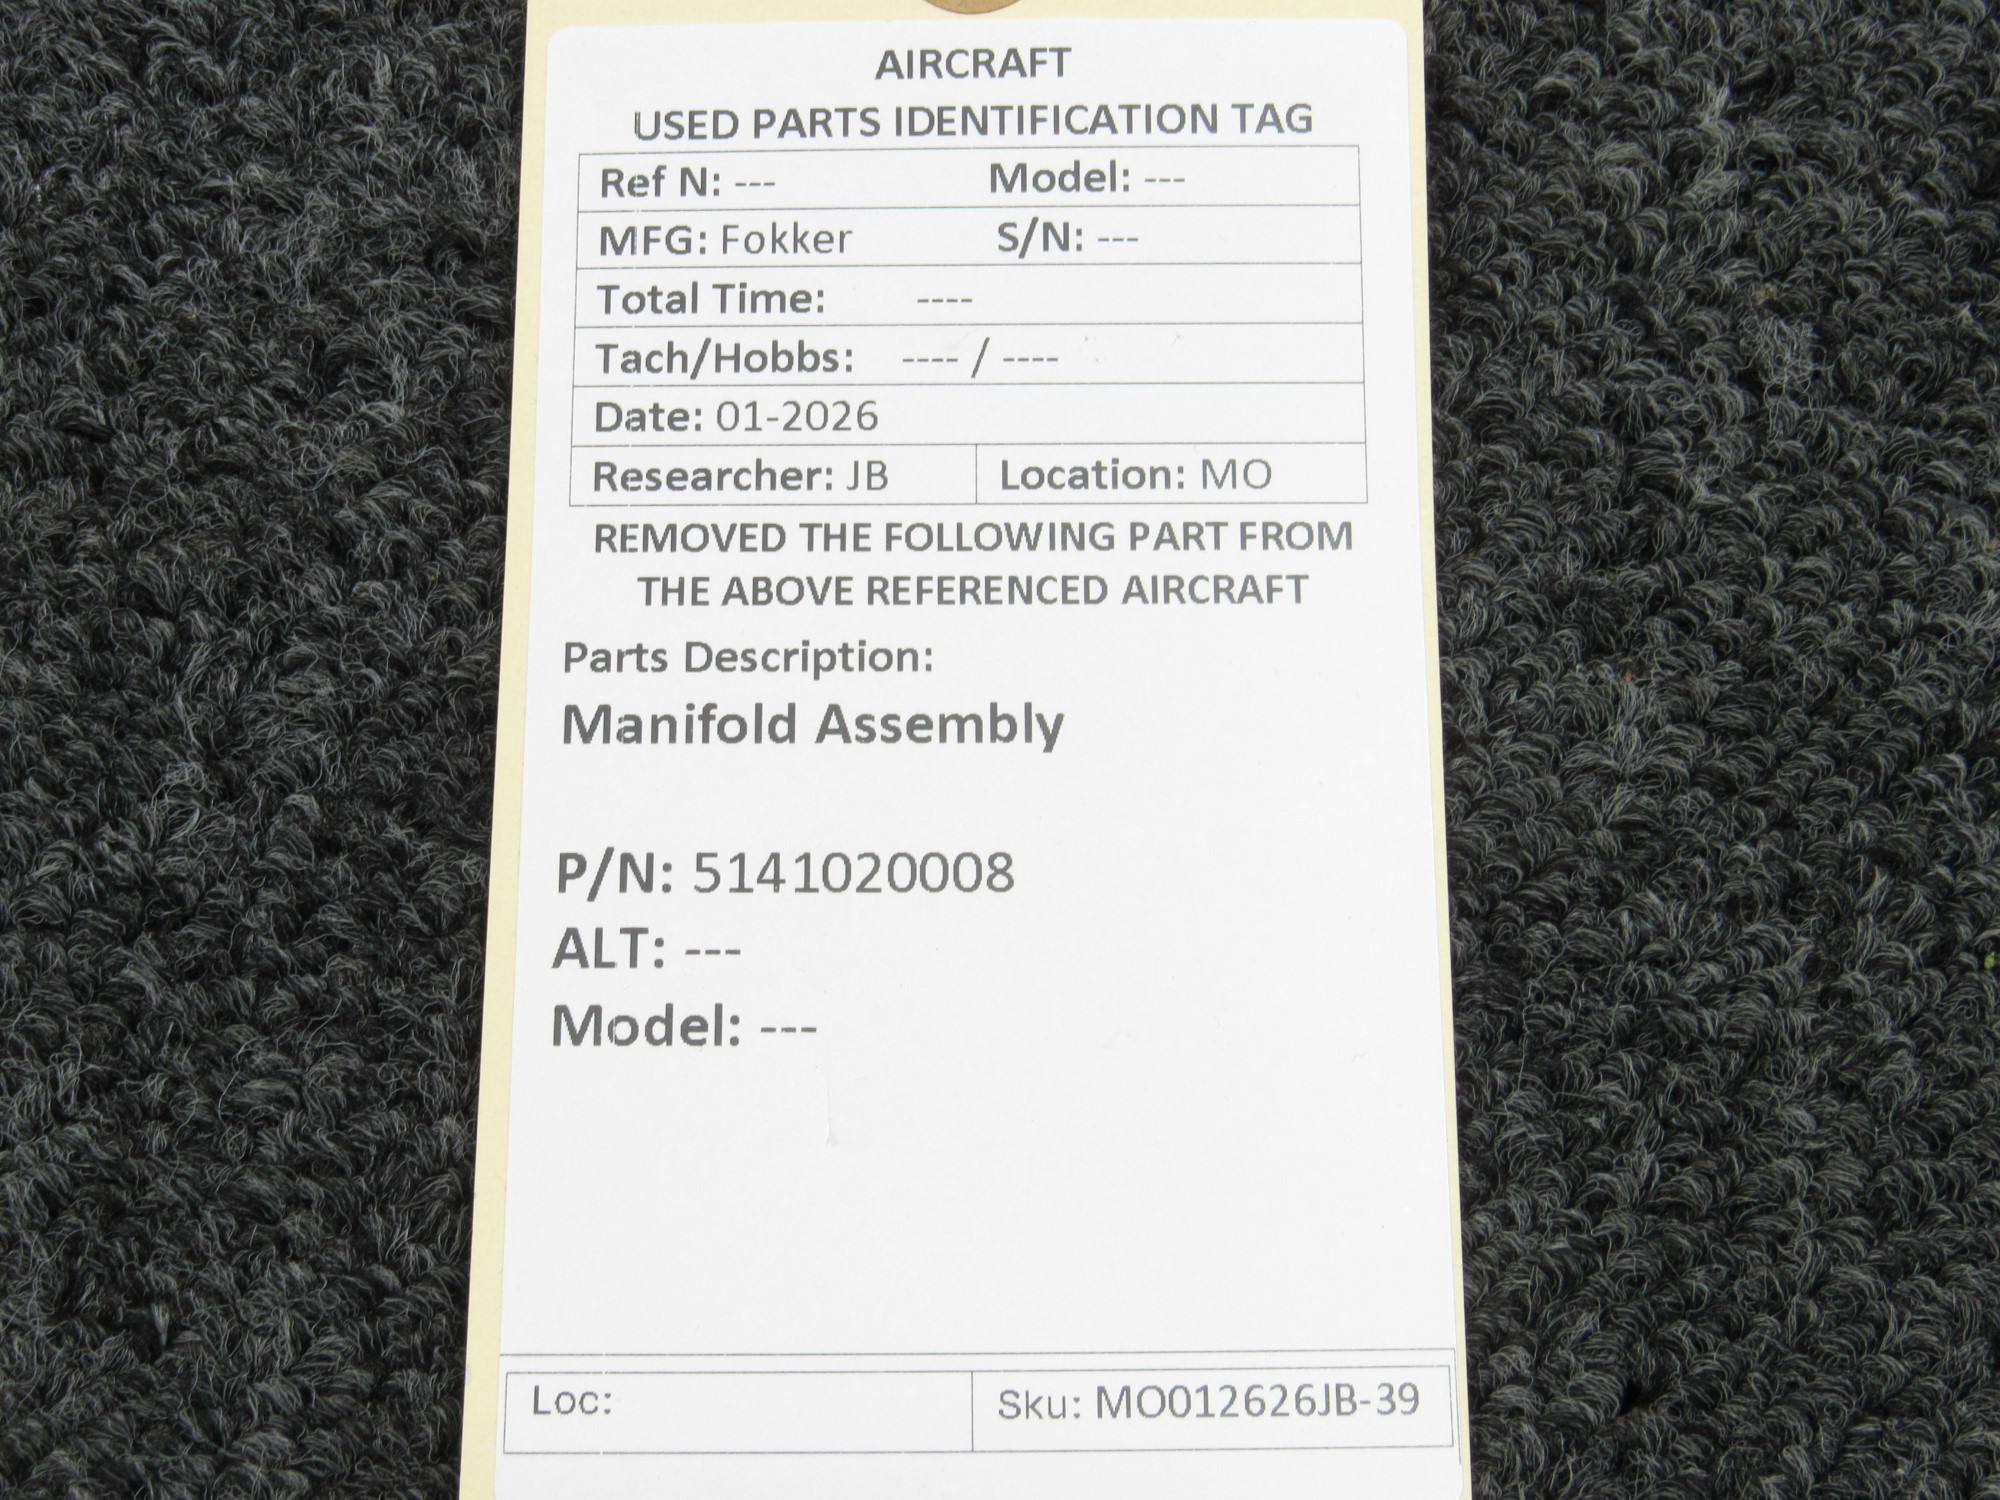 AIRCRAFT
USED PARTS IDENTIFICATION TAG
Ref N: --- Model: ---
MFG: Fokker S/N: ---
Total Time: ----
Tach/Hobbs: ---- / ----
Date: 01-2026
Researcher: JB Location: MO
REMOVED THE FOLLOWING PART FROM
THE ABOVE REFERENCED AIRCRAFT
Parts Description:
Manifold Assembly
P/N: 5141020008
ALT: ---
Model: ---
Loc: Sku: MO012626JB-39